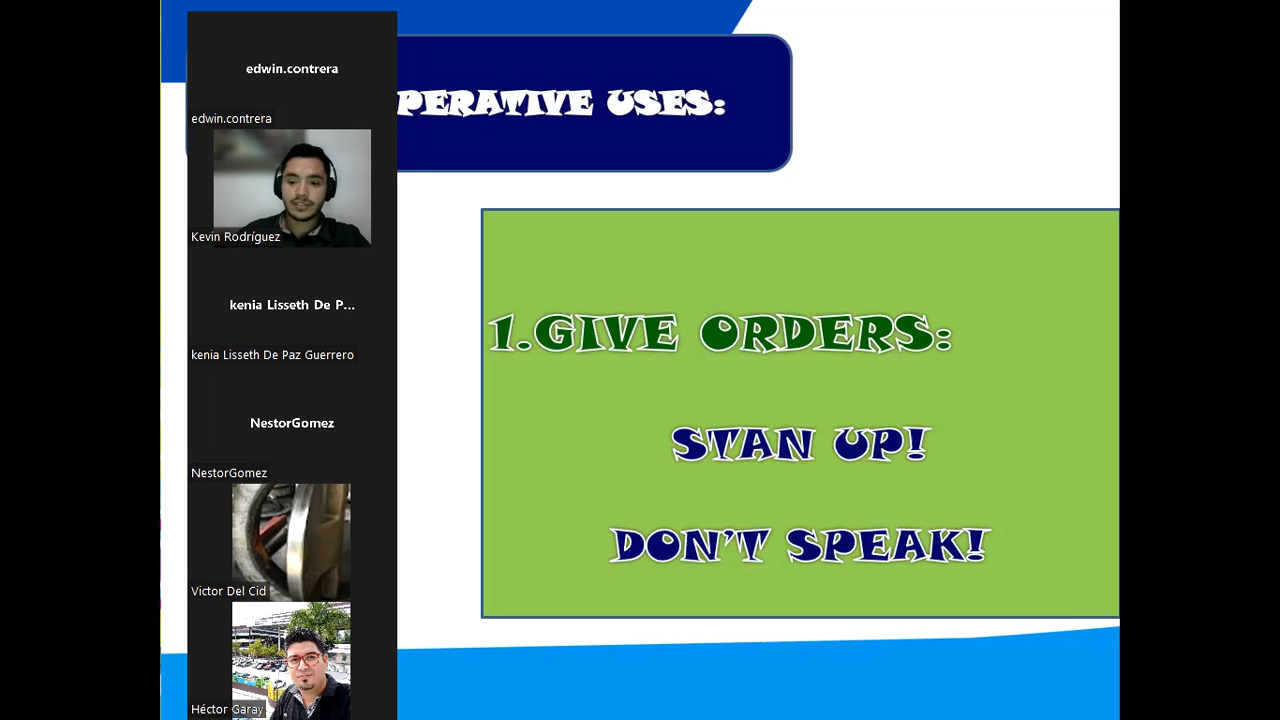 edwin.contrera
edwin.contrera
Kevin Rodríguez
kenia Lisseth De P...
kenia Lisseth De Paz Guerrero
NestorGomez
NestorGomez
Victor Del Cid
Héctor Garay
PERATIVE USES:
1.GIVE ORDERS:
STAN UP!
DON'T SPEAK!